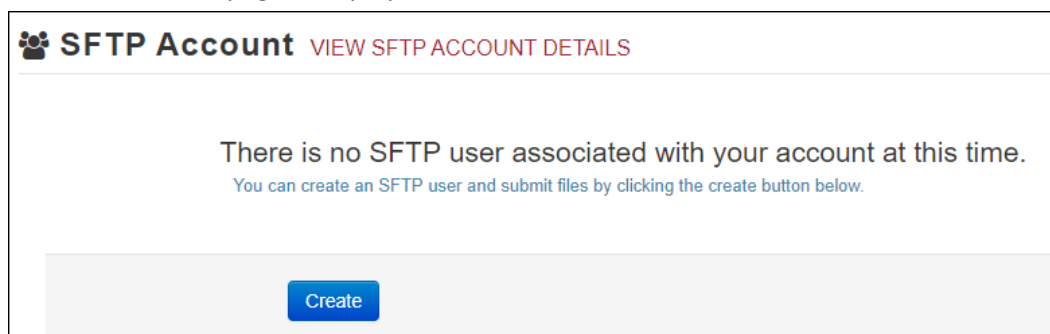 SFTP Account VIEW SFTP ACCOUNT DETAILS
There is no SFTP user associated with your account at this time.
You can create an SFTP user and submit files by clicking the create button below.
Create